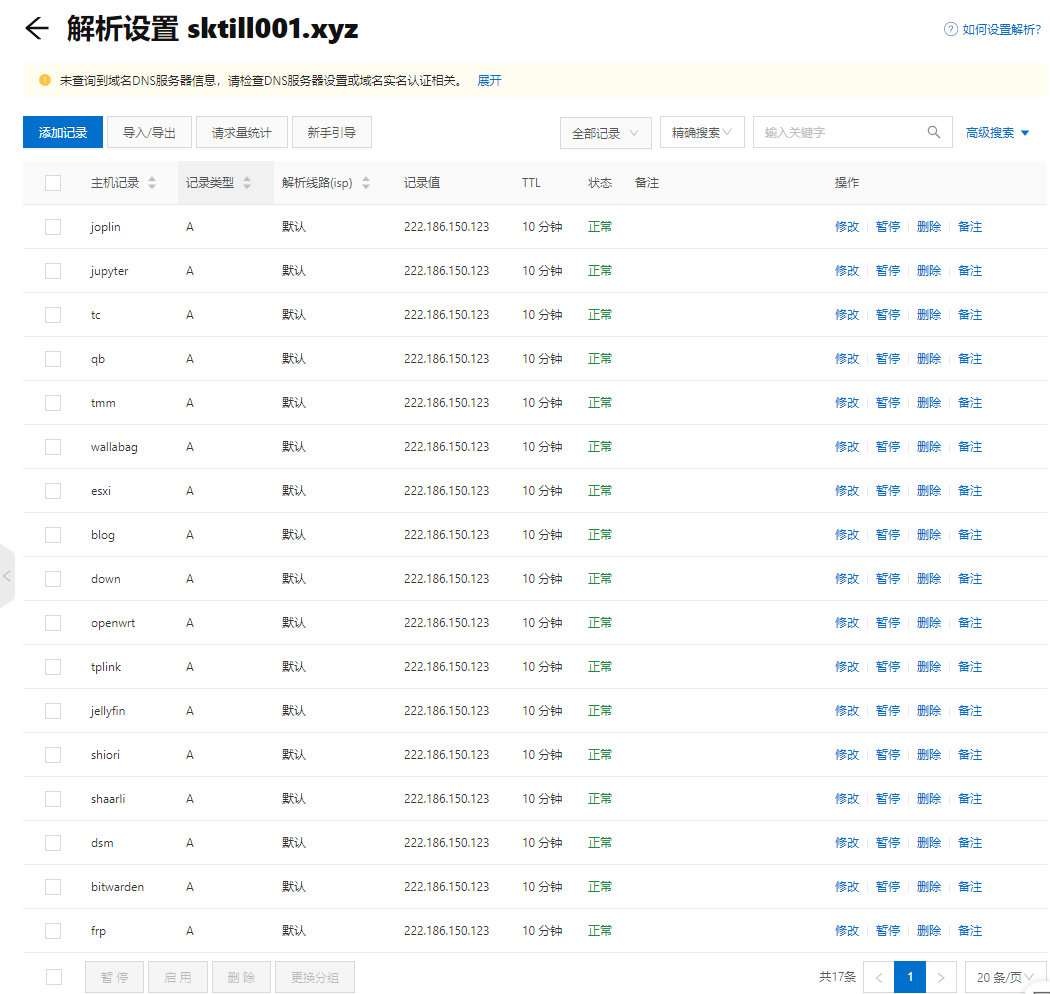 解析设置 sktill001.xyz
如何设置解析?
未查询到域名DNS服务器信息，请检查DNS服务器设置或域名实名认证相关。 展开
添加记录 导入/导出 请求量统计 新手引导 全部记录 精确搜索 输入关键字 高级搜索
主机记录 记录类型 解析线路(isp) 记录值 TTL 状态 备注 操作
joplin A 默认 222.186.150.123 10 分钟 正常 修改 暂停 删除 备注
jupyter A 默认 222.186.150.123 10 分钟 正常 修改 暂停 删除 备注
tc A 默认 222.186.150.123 10 分钟 正常 修改 暂停 删除 备注
qb A 默认 222.186.150.123 10 分钟 正常 修改 暂停 删除 备注
tmm A 默认 222.186.150.123 10 分钟 正常 修改 暂停 删除 备注
wallabag A 默认 222.186.150.123 10 分钟 正常 修改 暂停 删除 备注
esxi A 默认 222.186.150.123 10 分钟 正常 修改 暂停 删除 备注
blog A 默认 222.186.150.123 10 分钟 正常 修改 暂停 删除 备注
down A 默认 222.186.150.123 10 分钟 正常 修改 暂停 删除 备注
openwrt A 默认 222.186.150.123 10 分钟 正常 修改 暂停 删除 备注
tplink A 默认 222.186.150.123 10 分钟 正常 修改 暂停 删除 备注
jellyfin A 默认 222.186.150.123 10 分钟 正常 修改 暂停 删除 备注
shiori A 默认 222.186.150.123 10 分钟 正常 修改 暂停 删除 备注
shaarli A 默认 222.186.150.123 10 分钟 正常 修改 暂停 删除 备注
dsm A 默认 222.186.150.123 10 分钟 正常 修改 暂停 删除 备注
bitwarden A 默认 222.186.150.123 10 分钟 正常 修改 暂停 删除 备注
frp A 默认 222.186.150.123 10 分钟 正常 修改 暂停 删除 备注
暂 停 启 用 删 除 更换分组 共17条 1 20 条/页